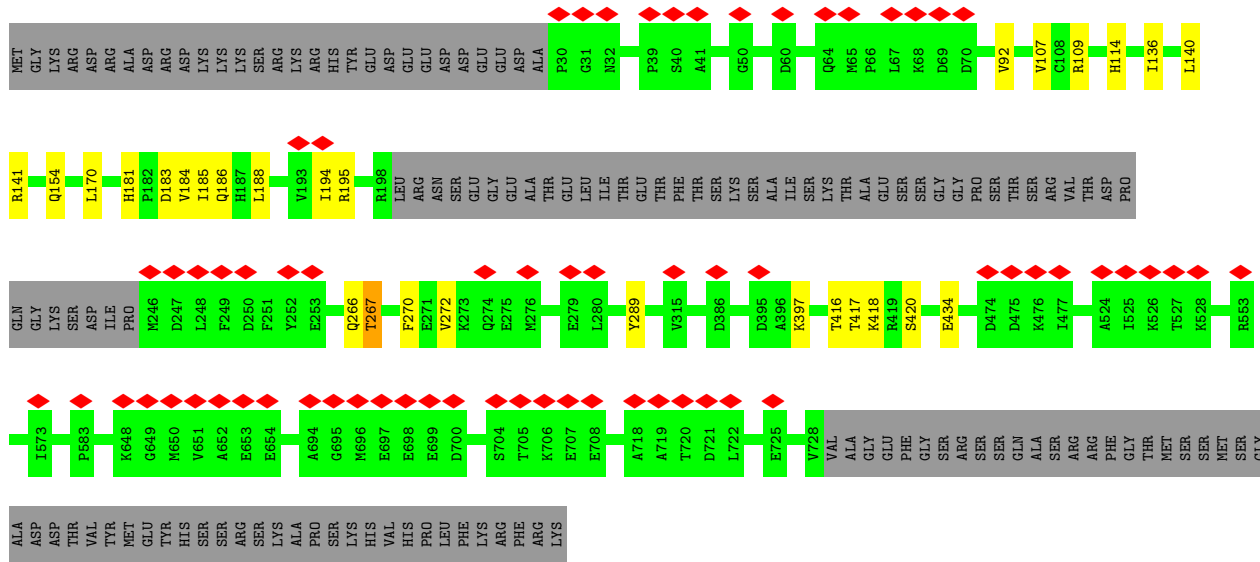 MET GLY LYS ARG ASP ARG ALA ASP ARG ASP LYS LYS LYS SER ARG LYS ARG HIS TYR GLU ASP GLU GLU ASP ASP GLU GLU ASP ALA P30 G31 N32 P39 S40 A41 G50 D60 Q64 M65 P66 L67 K68 D69 D70 V92 V107 C108 R109 H114 I136 L140
R141 Q154 L170 H181 P182 D183 V184 I185 Q186 H187 L188 V193 I194 R195 R198 LEU ARG ASN SER GLU GLY GLU ALA THR GLU LEU ILE THR GLU THR PHE THR SER LYS SER ALA ILE SER LYS THR ALA GLU SER SER GLY GLY PRO SER THR SER ARG VAL THR ASP PRO
GLN GLY LYS SER ASP ILE PRO M246 D247 L248 F249 D250 F251 Y252 E253 Q266 T267 F270 E271 V272 K273 Q274 E275 M276 E279 L280 Y289 V315 D386 D395 A396 K397 T416 T417 K418 R419 S420 E434 D474 D475 K476 I477 A524 I525 K526 T527 K528 R553
I573 P583 K648 G649 M650 V651 A652 E653 E654 A694 G695 M696 E697 E698 E699 D700 S704 T705 K706 E707 E708 A718 A719 T720 D721 L722 E725 V728 VAL ALA GLY GLU PHE GLY SER ARG SER SER GLN ALA SER ARG ARG PHE GLY THR MET SER SER MET SER GLY
ALA ASP ASP THR VAL TYR MET GLU TYR HIS SER SER ARG SER LYS ALA PRO SER LYS HIS VAL HIS PRO LEU PHE LYS ARG PHE ARG LYS